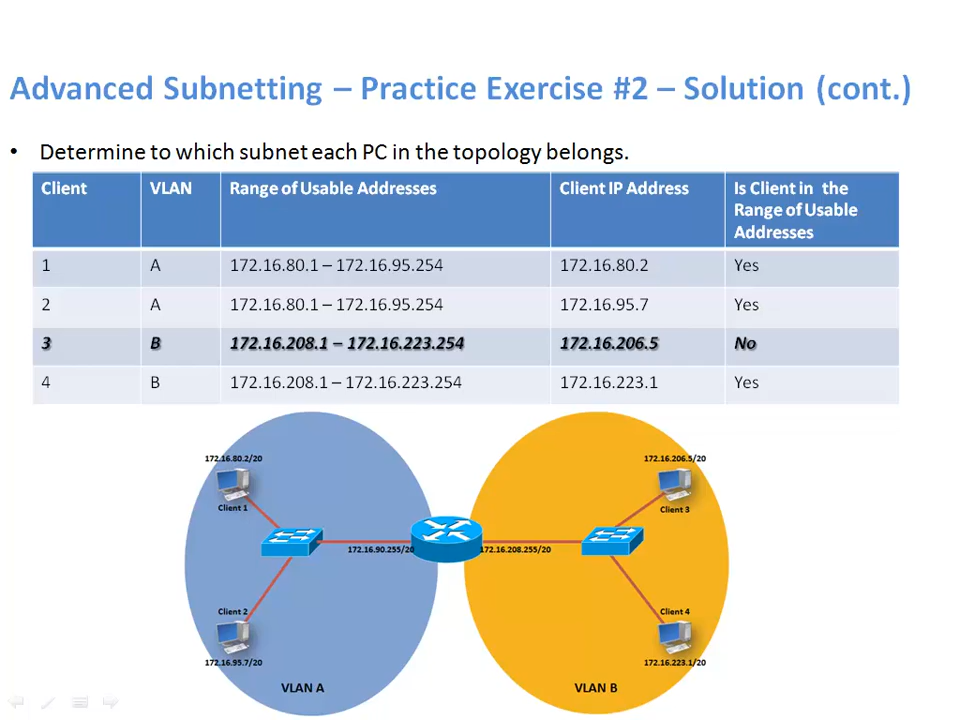 Advanced Subnetting – Practice Exercise #2 – Solution (cont.)
• Determine to which subnet each PC in the topology belongs.
Client VLAN Range of Usable Addresses Client IP Address Is Client in the
Range of Usable
Addresses
1 A 172.16.80.1 – 172.16.95.254 172.16.80.2 Yes
2 A 172.16.80.1 – 172.16.95.254 172.16.95.7 Yes
3 B 172.16.208.1 – 172.16.223.254 172.16.206.5 No
4 B 172.16.208.1 – 172.16.223.254 172.16.223.1 Yes
172.16.80.2/20 172.16.206.5/20
Client 1 Client 3
172.16.90.255/20 172.16.208.255/20
Client 2 Client 4
172.16.95.7/20 172.16.223.1/20
VLAN A VLAN B